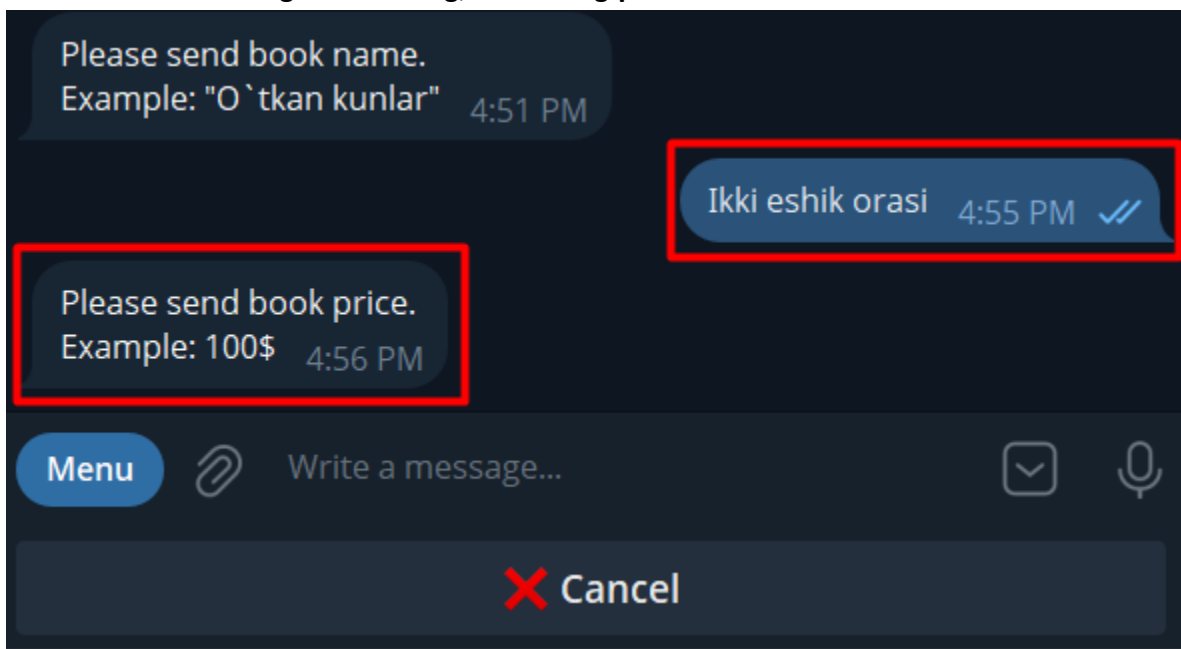 Please send book name.
Example: "O`tkan kunlar" 4:51 PM
Ikki eshik orasi 4:55 PM
Please send book price.
Example: 100$ 4:56 PM
Menu Write a message...
Cancel